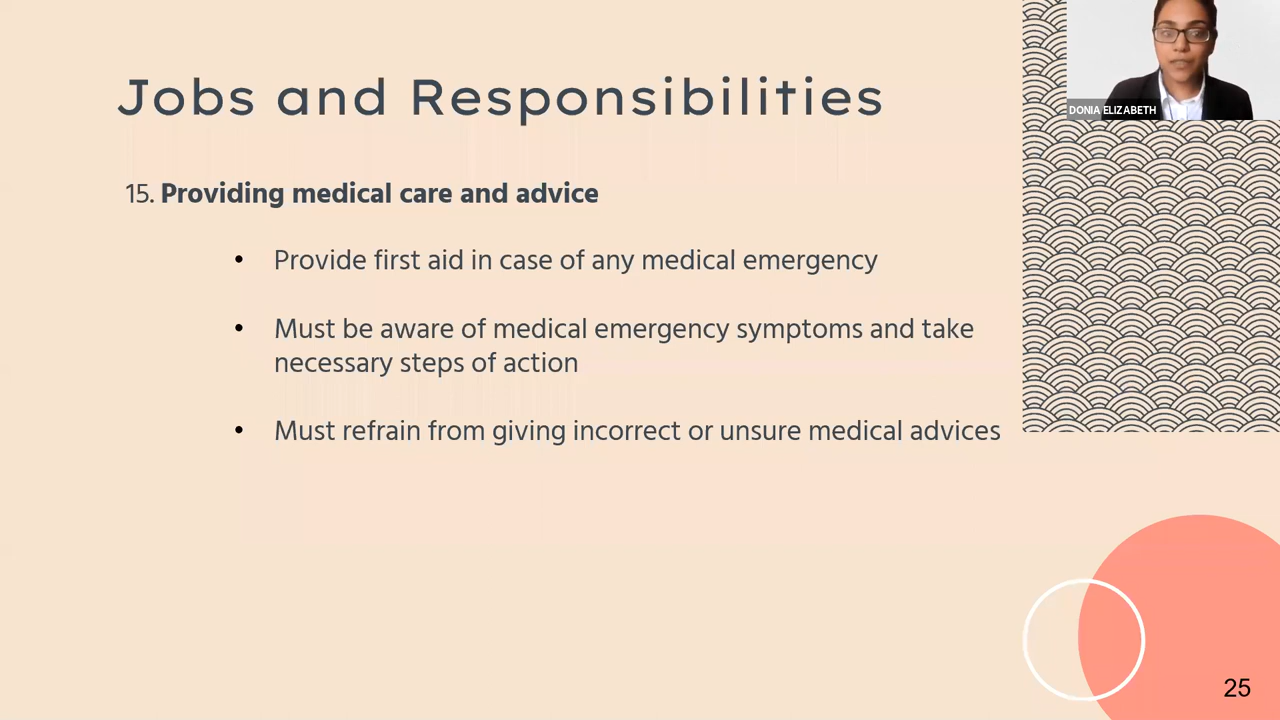 Jobs and Responsibilities
DONIA ELIZABETH
15. Providing medical care and advice
• Provide first aid in case of any medical emergency
• Must be aware of medical emergency symptoms and take
necessary steps of action
• Must refrain from giving incorrect or unsure medical advices
25